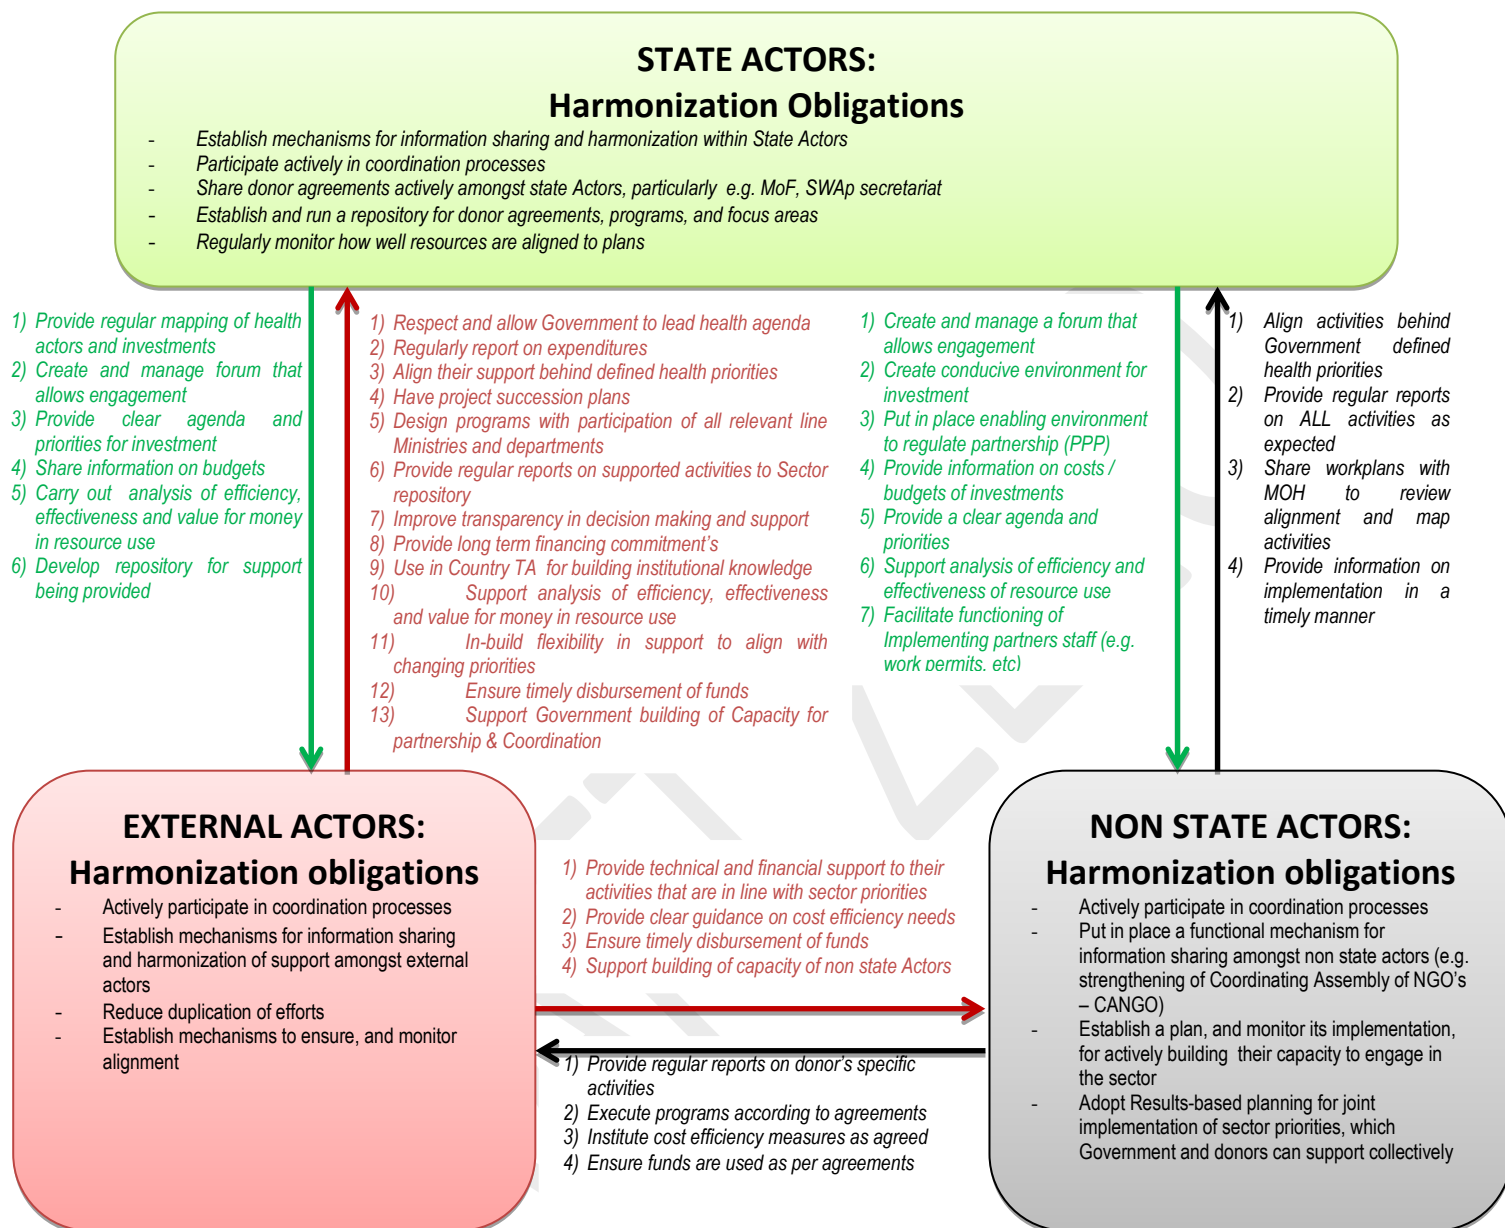 STATE ACTORS:
Harmonization Obligations
- Establish mechanisms for information sharing and harmonization within State Actors
- Participate actively in coordination processes
- Share donor agreements actively amongst state Actors, particularly e.g. MoF, SWAp secretariat
- Establish and run a repository for donor agreements, programs, and focus areas
- Regularly monitor how well resources are aligned to plans
1) Provide regular mapping of health
actors and investments
2) Create and manage forum that
allows engagement
3) Provide clear agenda and
priorities for investment
4) Share information on budgets
5) Carry out analysis of efficiency,
effectiveness and value for money
in resource use
6) Develop repository for support
being provided
1) Respect and allow Government to lead health agenda
2) Regularly report on expenditures
3) Align their support behind defined health priorities
4) Have project succession plans
5) Design programs with participation of all relevant line
Ministries and departments
6) Provide regular reports on supported activities to Sector
repository
7) Improve transparency in decision making and support
8) Provide long term financing commitment's
9) Use in Country TA for building institutional knowledge
10) Support analysis of efficiency, effectiveness
and value for money in resource use
11) In-build flexibility in support to align with
changing priorities
12) Ensure timely disbursement of funds
13) Support Government building of Capacity for
partnership & Coordination
1) Create and manage a forum that
allows engagement
2) Create conducive environment for
investment
3) Put in place enabling environment
to regulate partnership (PPP)
4) Provide information on costs /
budgets of investments
5) Provide a clear agenda and
priorities
6) Support analysis of efficiency and
effectiveness of resource use
7) Facilitate functioning of
Implementing partners staff (e.g.
work permits, etc)
1) Align activities behind
Government defined
health priorities
2) Provide regular reports
on ALL activities as
expected
3) Share workplans with
MOH to review
alignment and map
activities
4) Provide information on
implementation in a
timely manner
EXTERNAL ACTORS:
Harmonization obligations
- Actively participate in coordination processes
- Establish mechanisms for information sharing
and harmonization of support amongst external
actors
- Reduce duplication of efforts
- Establish mechanisms to ensure, and monitor
alignment
1) Provide technical and financial support to their
activities that are in line with sector priorities
2) Provide clear guidance on cost efficiency needs
3) Ensure timely disbursement of funds
4) Support building of capacity of non state Actors
1) Provide regular reports on donor's specific
activities
2) Execute programs according to agreements
3) Institute cost efficiency measures as agreed
4) Ensure funds are used as per agreements
NON STATE ACTORS:
Harmonization obligations
- Actively participate in coordination processes
- Put in place a functional mechanism for
information sharing amongst non state actors (e.g.
strengthening of Coordinating Assembly of NGO's
– CANGO)
- Establish a plan, and monitor its implementation,
for actively building their capacity to engage in
the sector
- Adopt Results-based planning for joint
implementation of sector priorities, which
Government and donors can support collectively